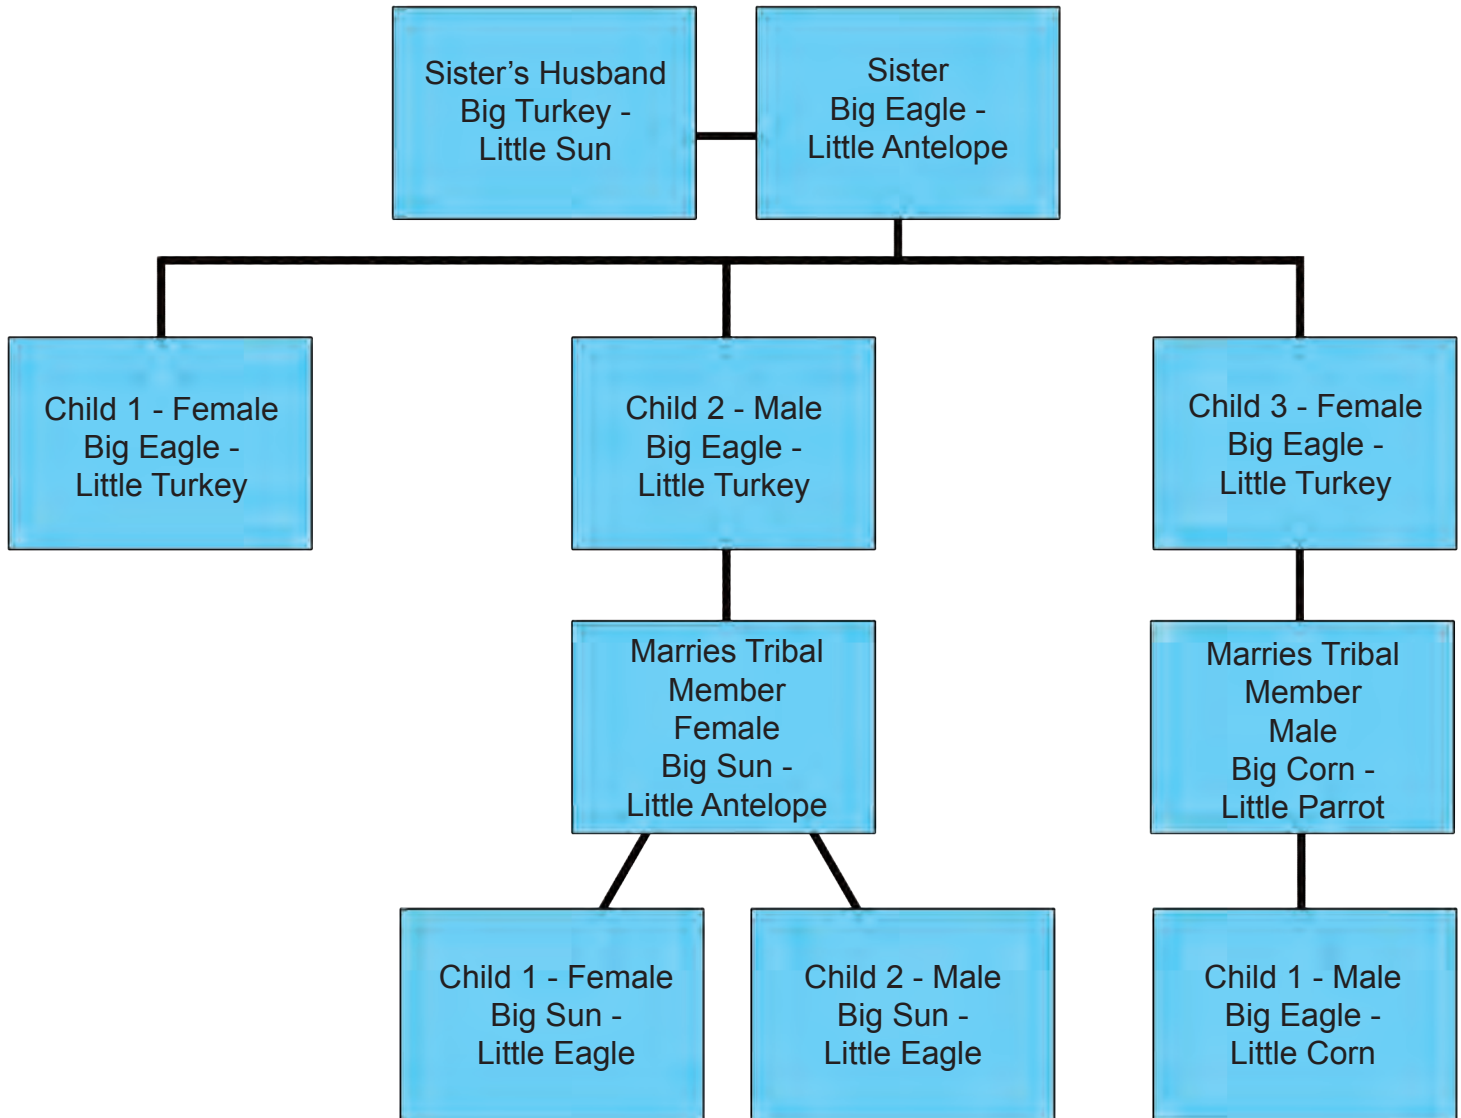 Sister’s Husband
Big Turkey -
Little Sun
Sister
Big Eagle -
Little Antelope
Child 1 - Female
Big Eagle -
Little Turkey
Child 2 - Male
Big Eagle -
Little Turkey
Child 3 - Female
Big Eagle -
Little Turkey
Marries Tribal
Member
Female
Big Sun -
Little Antelope
Marries Tribal
Member
Male
Big Corn -
Little Parrot
Child 1 - Female
Big Sun -
Little Eagle
Child 2 - Male
Big Sun -
Little Eagle
Child 1 - Male
Big Eagle -
Little Corn